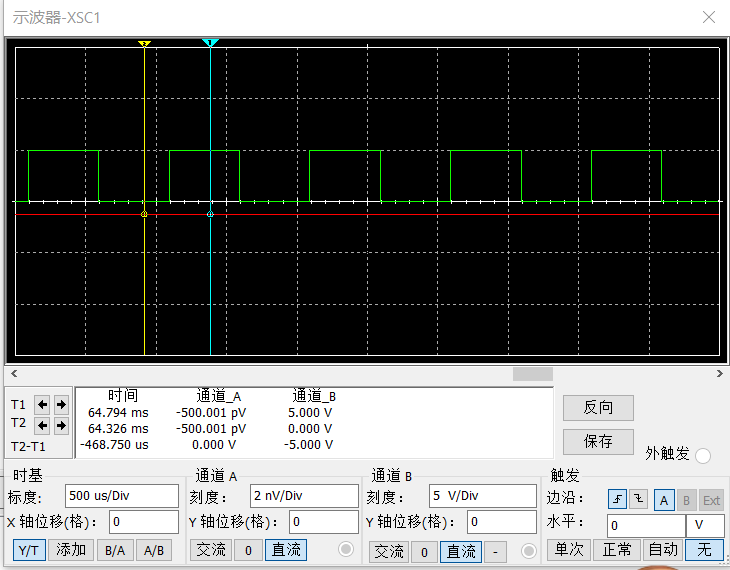 示波器-XSC1
2 1
时间 通道_A 通道_B
T1 64.794 ms -500.001 pV 5.000 V
T2 64.326 ms -500.001 pV 0.000 V
T2-T1 -468.750 us 0.000 V -5.000 V
反向
保存
外触发
时基 通道 A 通道 B 触发
标度: 500 us/Div 刻度: 2 nV/Div 刻度: 5 V/Div 边沿: A B Ext
X 轴位移(格): 0 Y 轴位移(格): 0 Y 轴位移(格): 0 水平: 0 V
Y/T 添加 B/A A/B 交流 0 直流 交流 0 直流 - 单次 正常 自动 无